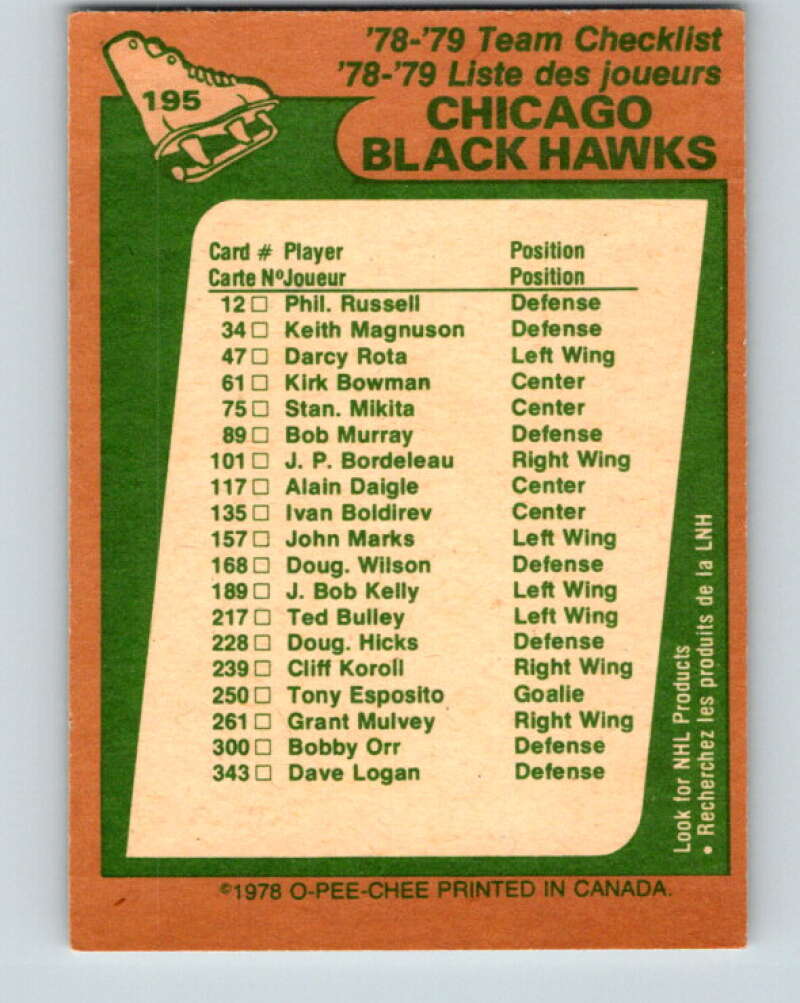 '78-'79 Team Checklist
'78-'79 Liste des joueurs
195
CHICAGO
BLACK HAWKS
Card # Player Position
Carte Nº Joueur Position
12 □ Phil. Russell Defense
34 □ Keith Magnuson Defense
47 □ Darcy Rota Left Wing
61 □ Kirk Bowman Center
75 □ Stan. Mikita Center
89 □ Bob Murray Defense
101 □ J. P. Bordeleau Right Wing
117 □ Alain Daigle Center
135 □ Ivan Boldirev Center
157 □ John Marks Left Wing
168 □ Doug. Wilson Defense
189 □ J. Bob Kelly Left Wing
217 □ Ted Bulley Left Wing
228 □ Doug. Hicks Defense
239 □ Cliff Koroll Right Wing
250 □ Tony Esposito Goalie
261 □ Grant Mulvey Right Wing
300 □ Bobby Orr Defense
343 □ Dave Logan Defense
Look for NHL Products
• Recherchez les produits de la LNH
©1978 O-PEE-CHEE PRINTED IN CANADA.